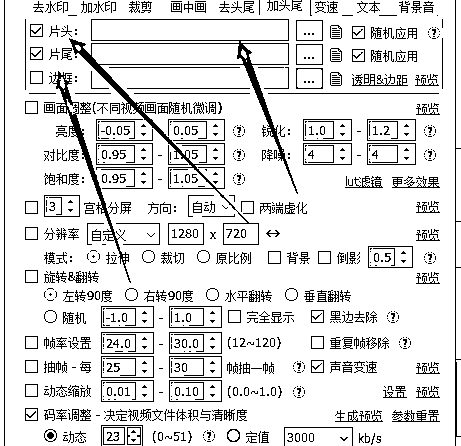 去水印 加水印 裁剪 画中画 去头尾 加头尾 变速 文本 背景音
片头: ... 随机应用 ?
片尾: ... 随机应用
边框: ... 透明&边距 预览
画面调整(不同视频画面随机微调) 预览
亮度: -0.05 - 0.05 ? 锐化: 1.0 - 1.2 ?
对比度: 0.95 - 1.05 ? 降噪: 4 - 4 ?
饱和度: 0.95 - 1.05 ? lut滤镜 更多效果
3 宫格分屏 方向: 自动 两端虚化 预览
分辨率 自定义 1280 x 720 ⇔ 预览
模式: 拉伸 裁切 原比例 背景 倒影 0.5 ?
旋转&翻转 预览
左转90度 右转90度 水平翻转 垂直翻转
随机 -1.0 - 1.0 完全显示 黑边去除 ?
帧率设置 24.0 - 30.0 (12~120) 重复帧移除 ?
抽帧 - 每 25 - 30 帧抽一帧 声音变速 预览
动态缩放 0.01 - 0.10 (0.0~1.0) 设置 预览
码率调整 - 决定视频文件体积与清晰度 生成预览 参数重置
动态 23 (0~51) ? 定值 3000 kb/s